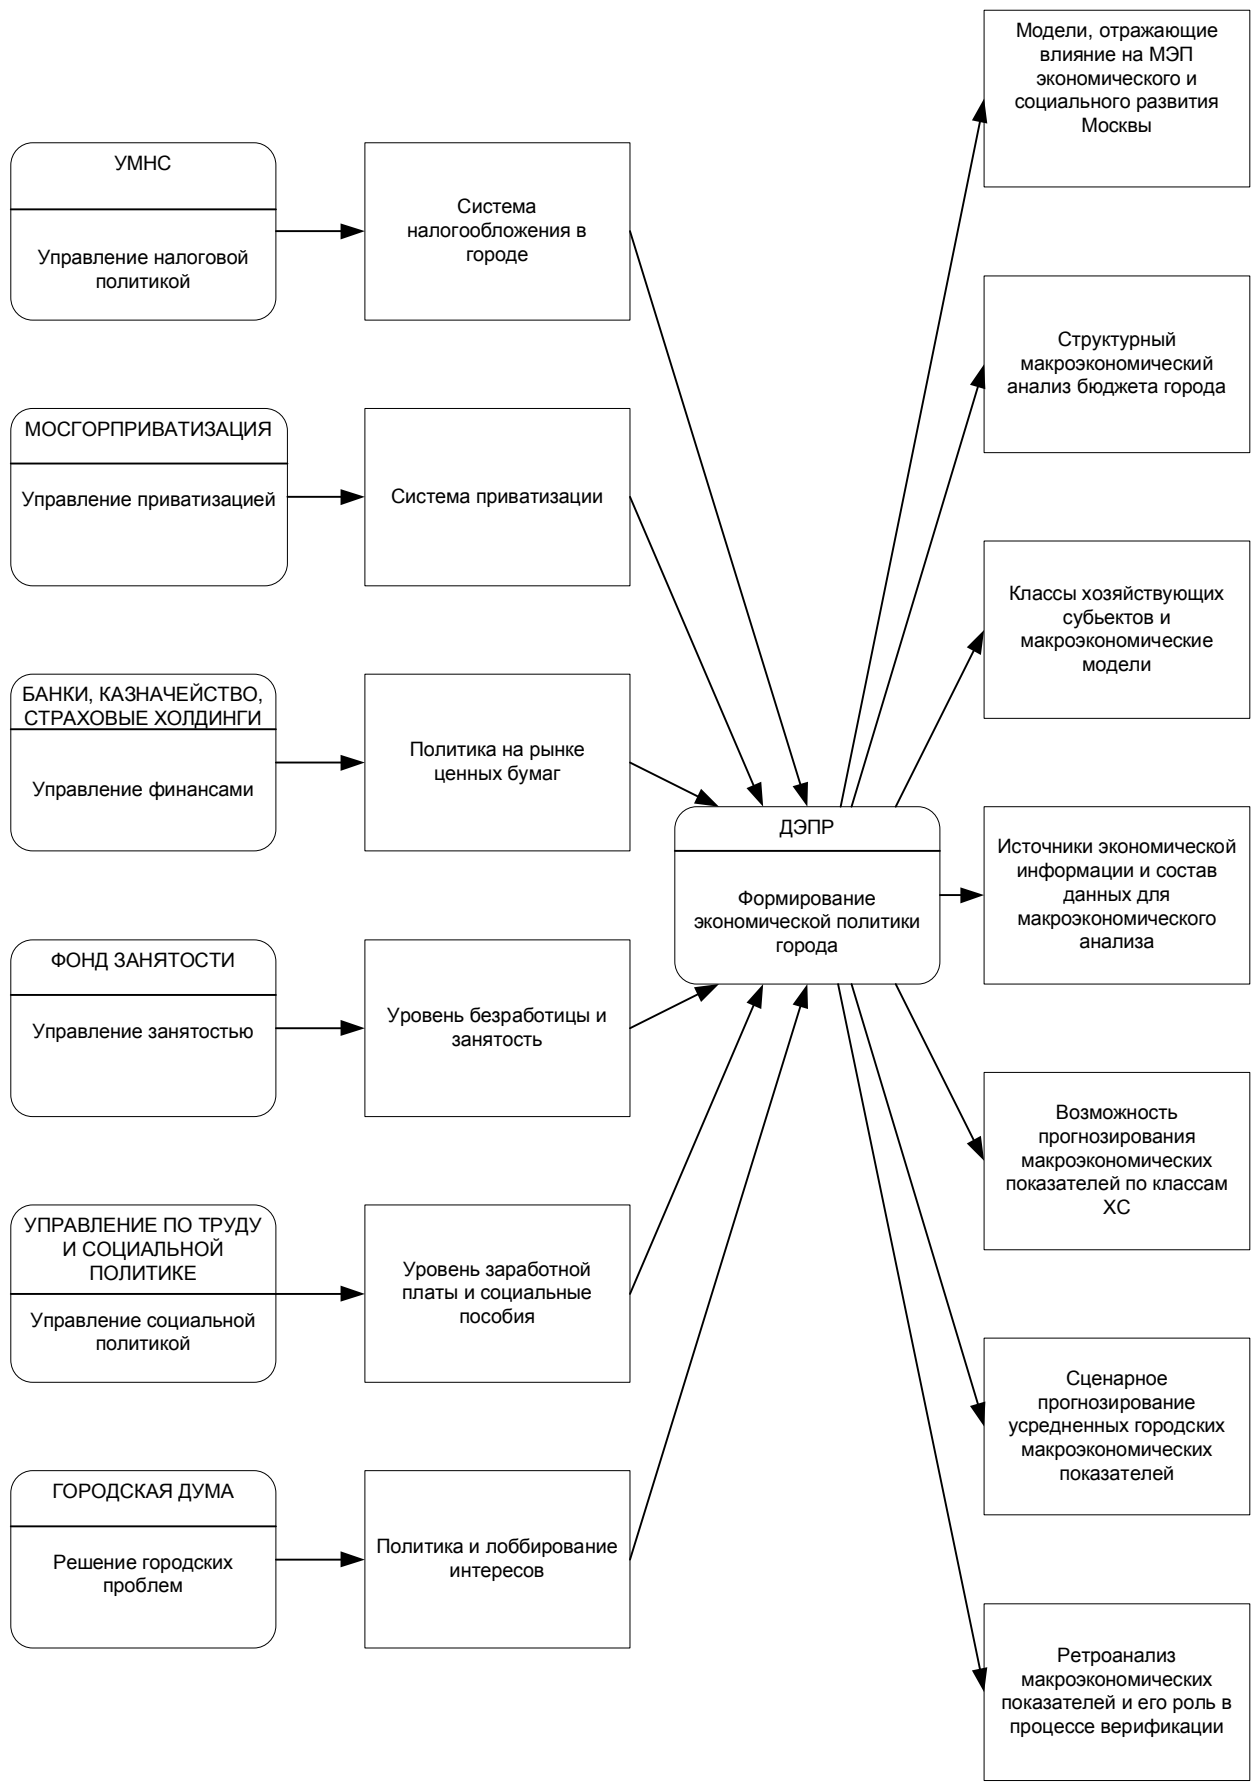 УМНС
Управление налоговой
политикой
Система
налогообложения в
городе
МОСГОРПРИВАТИЗАЦИЯ
Управление приватизацией
Система приватизации
БАНКИ, КАЗНАЧЕЙСТВО,
СТРАХОВЫЕ ХОЛДИНГИ
Управление финансами
Политика на рынке
ценных бумаг
ФОНД ЗАНЯТОСТИ
Управление занятостью
Уровень безработицы и
занятость
УПРАВЛЕНИЕ ПО ТРУДУ
И СОЦИАЛЬНОЙ
ПОЛИТИКЕ
Управление социальной
политикой
Уровень заработной
платы и социальные
пособия
ГОРОДСКАЯ ДУМА
Решение городских
проблем
Политика и лоббирование
интересов
ДЭПР
Формирование
экономической политики
города
Модели, отражающие
влияние на МЭП
экономического и
социального развития
Москвы
Структурный
макроэкономический
анализ бюджета города
Классы хозяйствующих
субьектов и
макроэкономические
модели
Источники экономической
информации и состав
данных для
макроэкономического
анализа
Возможность
прогнозирования
макроэкономических
показателей по классам
ХС
Сценарное
прогнозирование
усредненных городских
макроэкономических
показателей
Ретроанализ
макроэкономических
показателей и его роль в
процессе верификации